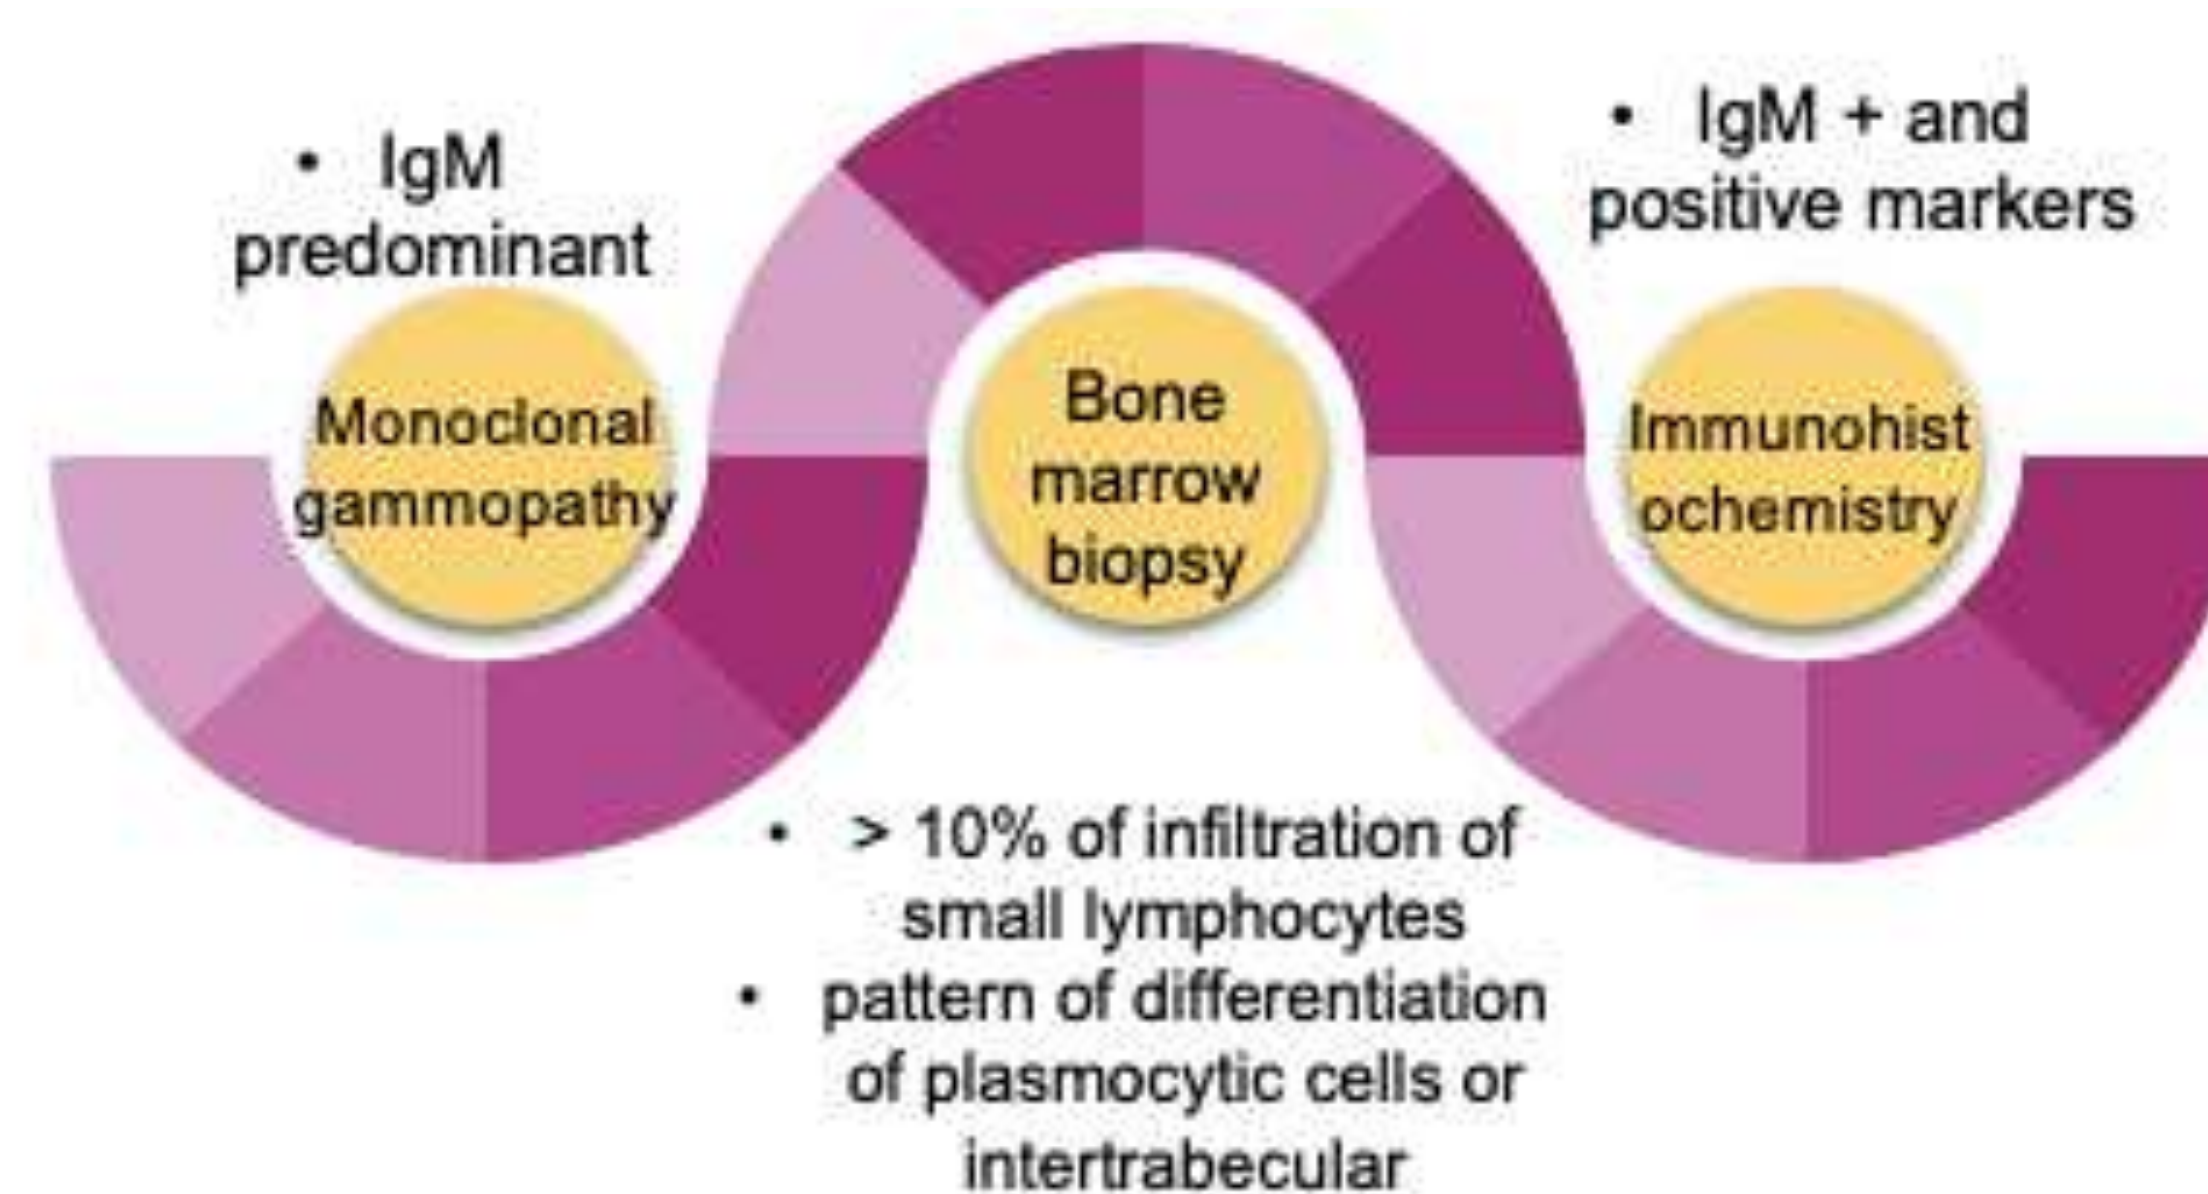 • IgM
predominant
Monoclonal
gammopathy
Bone
marrow
biopsy
• > 10% of infiltration of
small lymphocytes
• pattern of differentiation
of plasmocytic cells or
intertrabecular
• IgM + and
positive markers
Immunohist
ochemistry